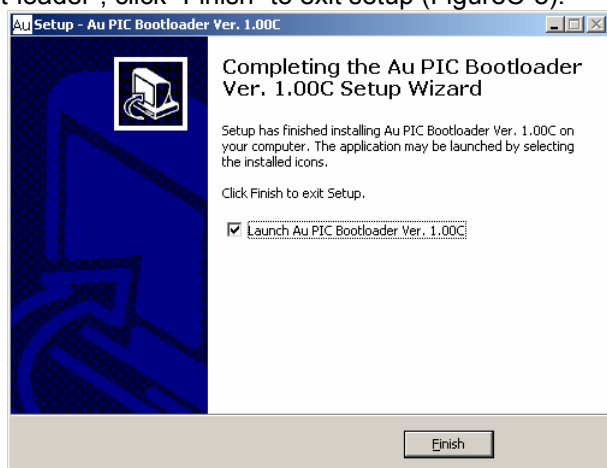 t loader", click "Finish" to exit setup (FigureC-8).
Au Setup - Au PIC Bootloader Ver. 1.00C
Completing the Au PIC Bootloader
Ver. 1.00C Setup Wizard
Setup has finished installing Au PIC Bootloader Ver. 1.00C on
your computer. The application may be launched by selecting
the installed icons.
Click Finish to exit Setup.
Launch Au PIC Bootloader Ver. 1.00C
Finish